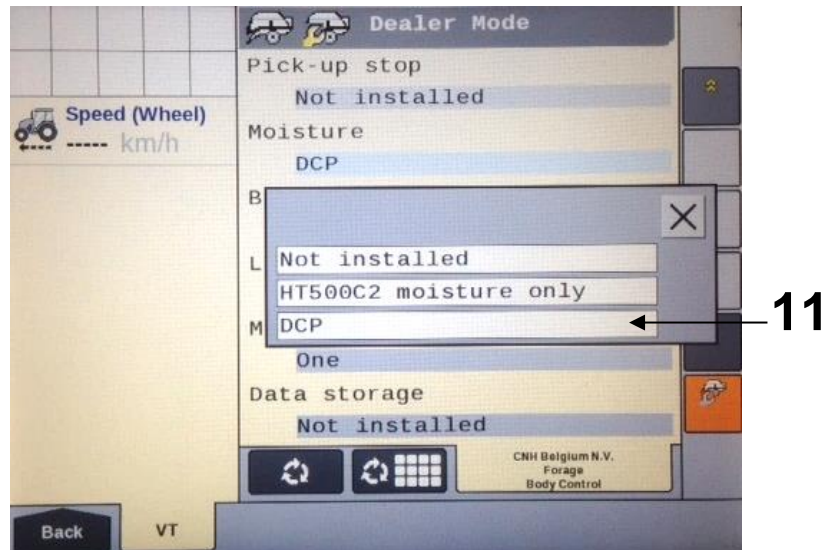 Dealer Mode
Pick-up stop
Not installed
Speed (Wheel)
----- km/h
Moisture
DCP
B
Not installed
L
HT500C2 moisture only
M
DCP
11
One
Data storage
Not installed
CNH Belgium N.V.
Forage
Body Control
Back
VT